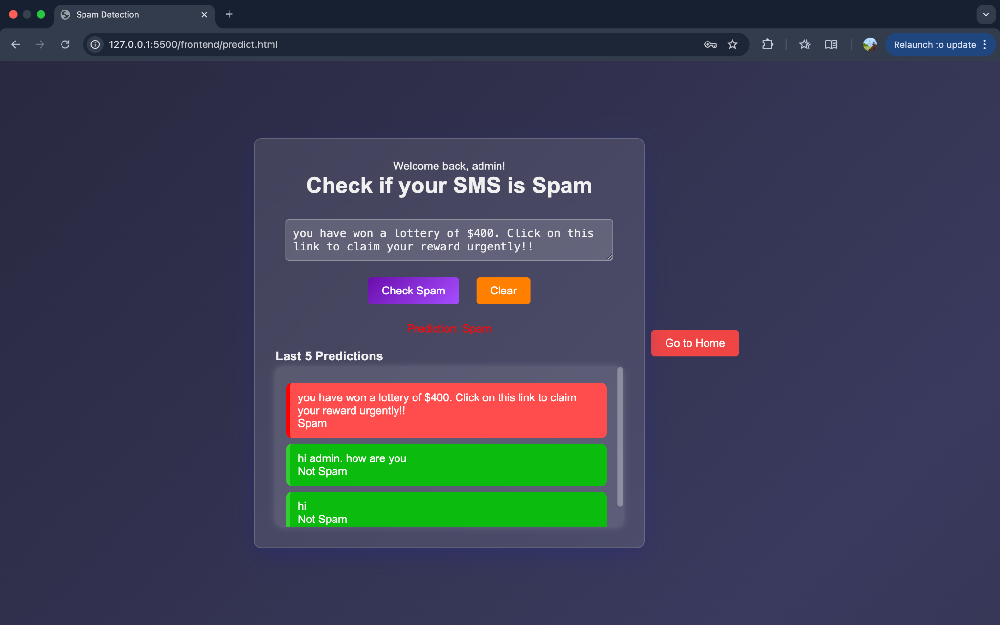 Spam Detection
127.0.0.1:5500/frontend/predict.html
Relaunch to update
Welcome back, admin!
Check if your SMS is Spam
you have won a lottery of $400. Click on this
link to claim your reward urgently!!
Check Spam
Clear
Prediction: Spam
Go to Home
Last 5 Predictions
you have won a lottery of $400. Click on this link to claim
your reward urgently!!
Spam
hi admin. how are you
Not Spam
hi
Not Spam